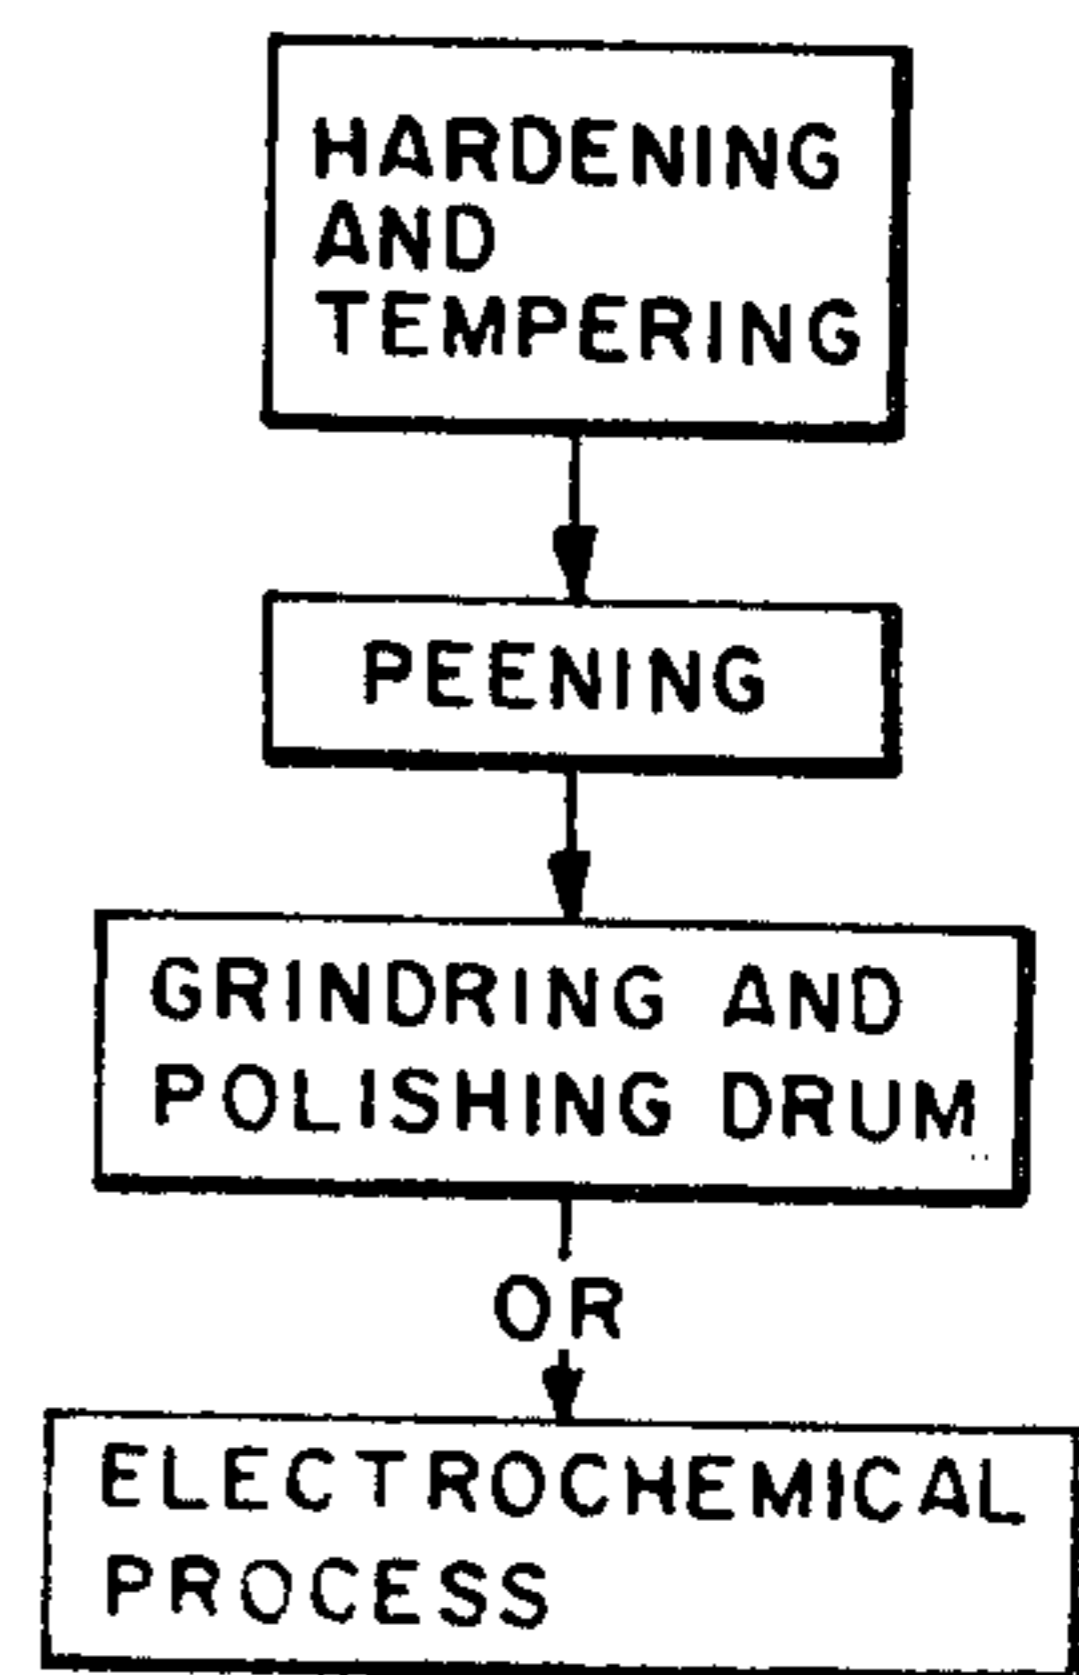 HARDENING
AND
TEMPERING
PEENING
GRINDRING AND
POLISHING DRUM
OR
ELECTROCHEMICAL
PROCESS